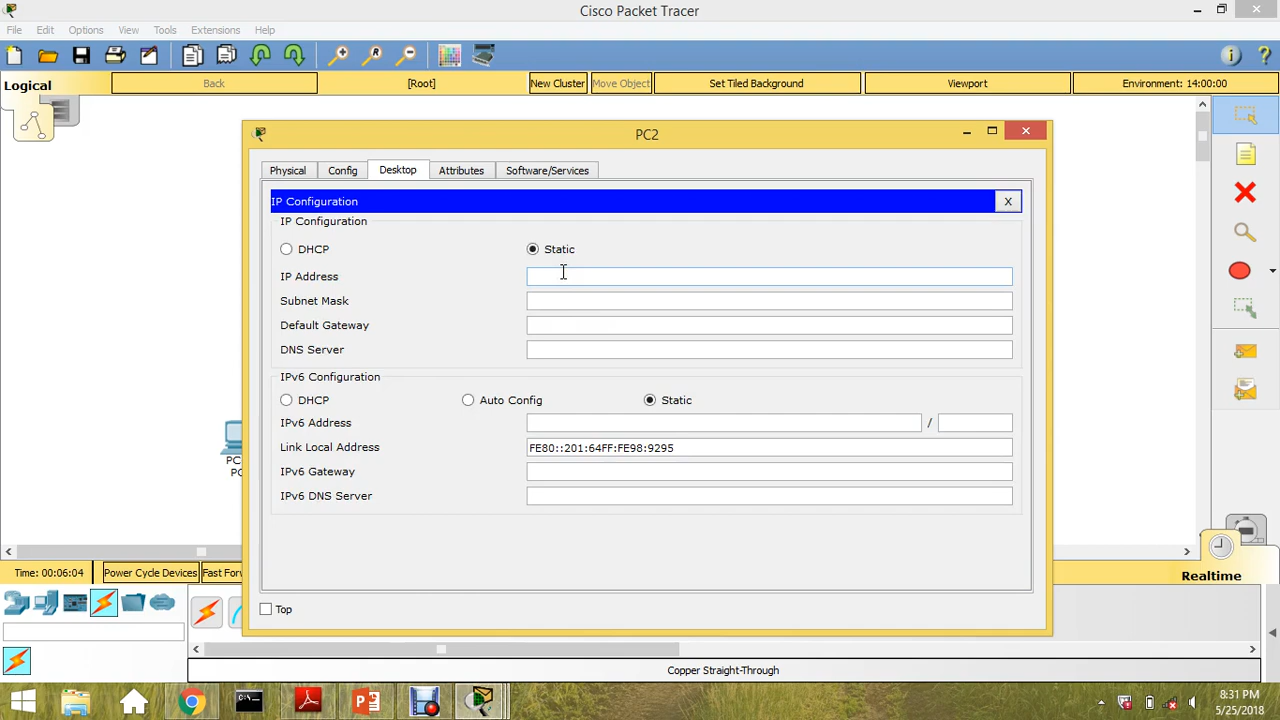 Cisco Packet Tracer
File Edit Options View Tools Extensions Help
Logical
Back
[Root]
New Cluster
Move Object
Set Tiled Background
Viewport
Environment: 14:00:00
PC2
Physical
Config
Desktop
Attributes
Software/Services
IP Configuration
X
IP Configuration
DHCP
Static
IP Address
Subnet Mask
Default Gateway
DNS Server
IPv6 Configuration
DHCP
Auto Config
Static
IPv6 Address
/
Link Local Address
FE80::201:64FF:FE98:9295
IPv6 Gateway
IPv6 DNS Server
Top
PC
PC
Time: 00:06:04
Power Cycle Devices
Fast For
Realtime
Copper Straight-Through
8:31 PM
5/25/2018